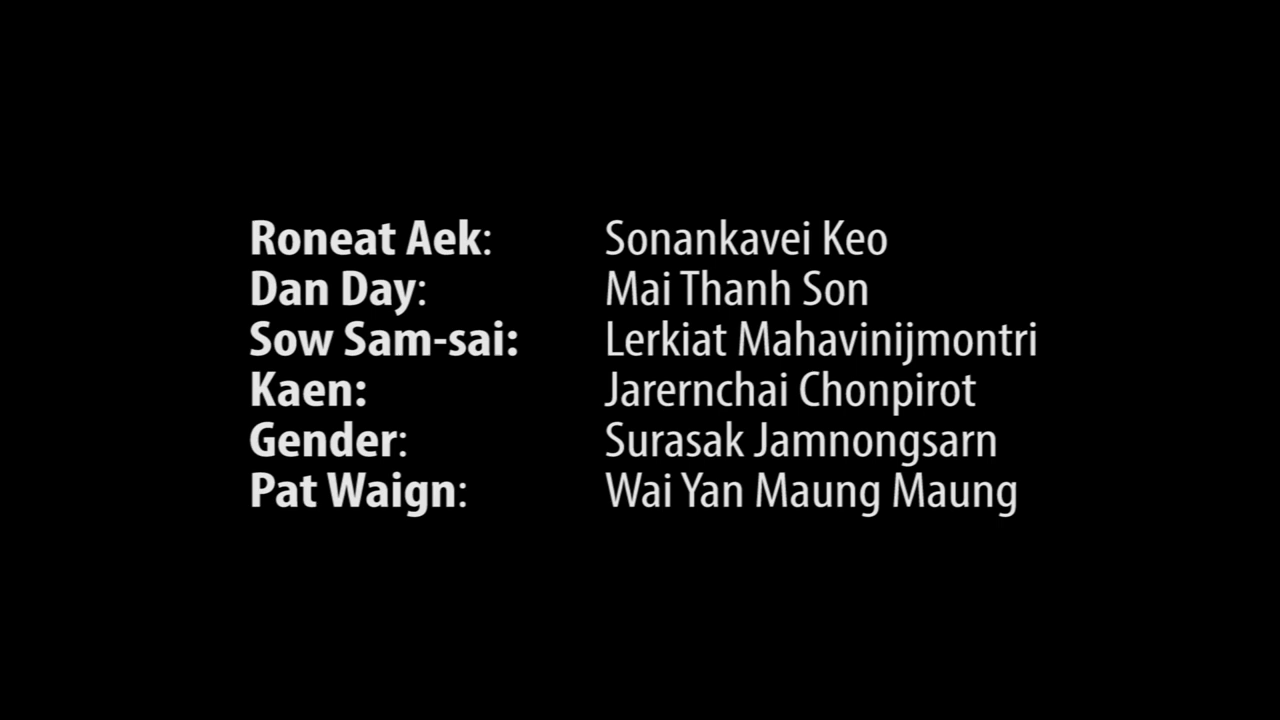 Roneat Aek: Sonankavei Keo
Dan Day: Mai Thanh Son
Sow Sam-sai: Lerkiat Mahavinijmontri
Kaen: Jarernchai Chonpirot
Gender: Surasak Jamnongsarn
Pat Waign: Wai Yan Maung Maung